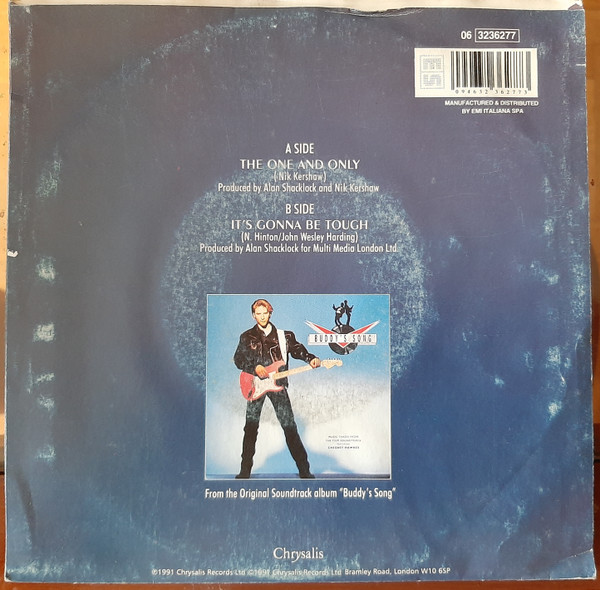 06 3236277
MANUFACTURED & DISTRIBUTED
BY EMI ITALIANA SPA
A SIDE
THE ONE AND ONLY
(Nik Kershaw)
Produced by Alan Shacklock and Nik Kershaw
B SIDE
IT'S GONNA BE TOUGH
(N. Hinton/John Wesley Harding)
Produced by Alan Shacklock for Multi Media London Ltd.
BUDDY'S SONG
From the Original Soundtrack album "Buddy's Song"
Chrysalis
℗1991 Chrysalis Records Ltd ©1991 Chrysalis Records Ltd Bramley Road, London W10 6SP